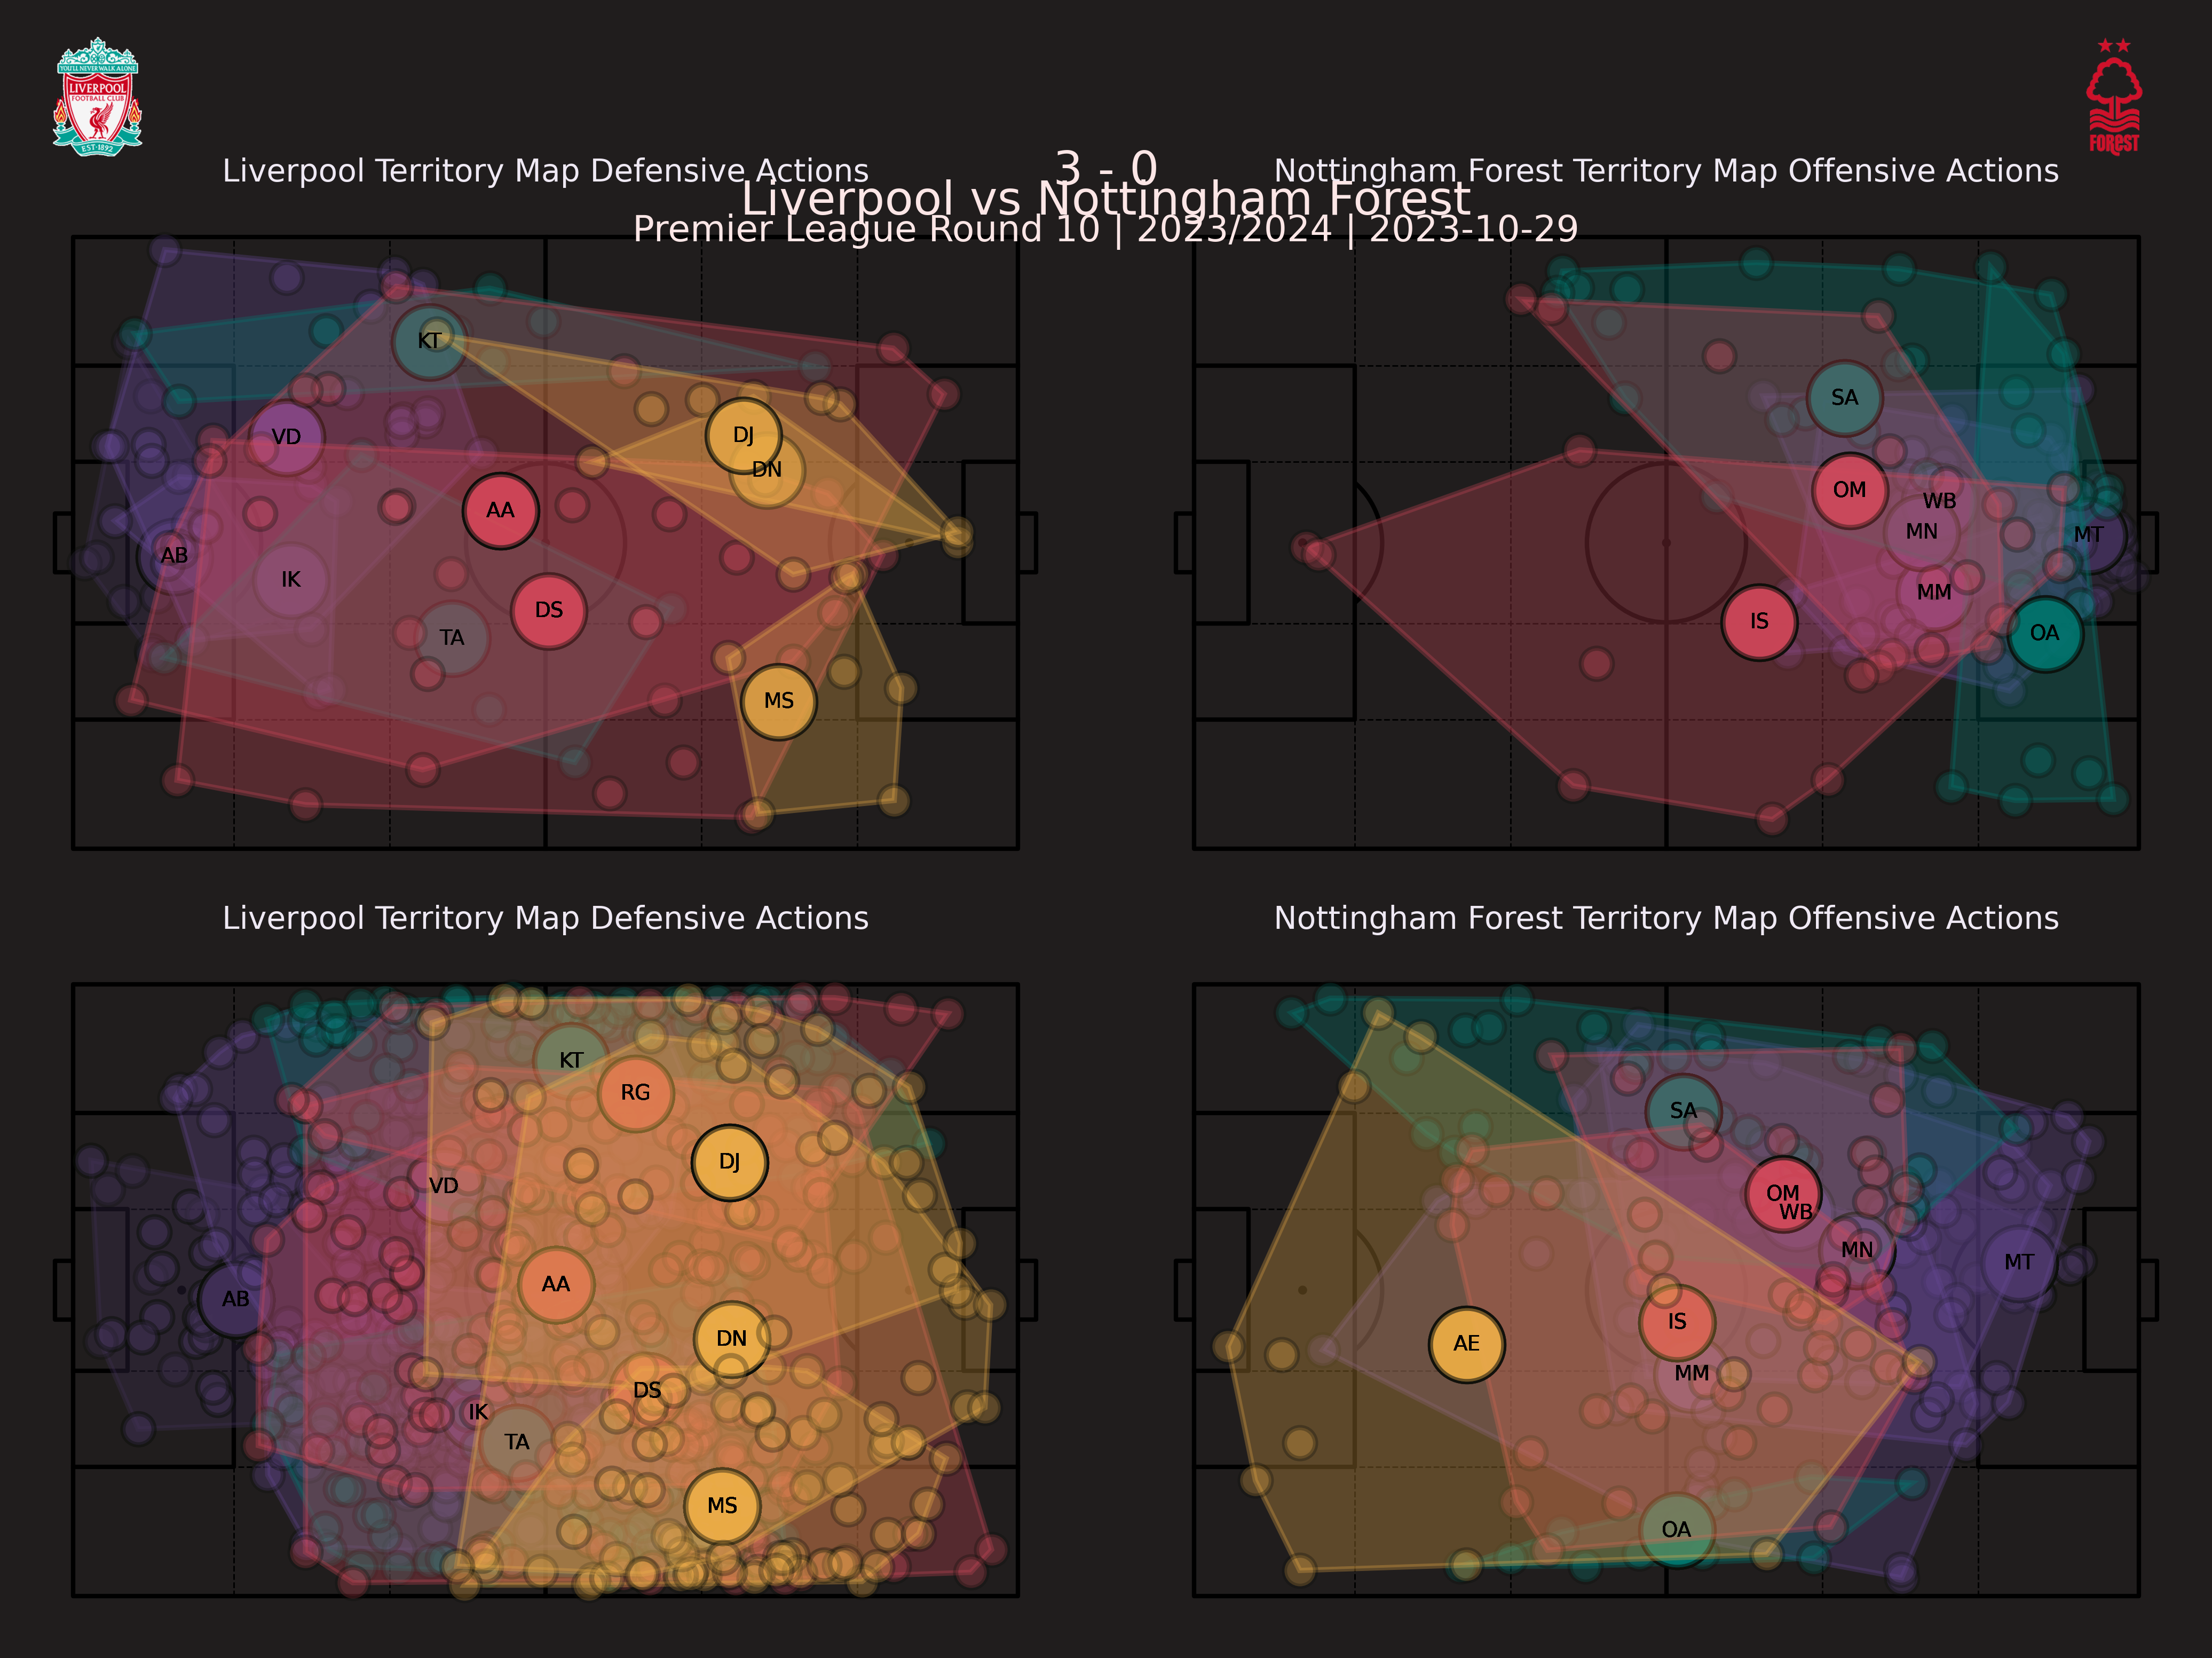 YOU'LL NEVER WALK ALONE
LIVERPOOL
FOOTBALL CLUB
EST·1892
FOREST
3 - 0
Liverpool vs Nottingham Forest
Premier League Round 10 | 2023/2024 | 2023-10-29
Liverpool Territory Map Defensive Actions
KT
VD
DJ
DN
AA
AB
IK
DS
TA
MS
Nottingham Forest Territory Map Offensive Actions
SA
OM
WB
MN
MT
MM
IS
OA
Liverpool Territory Map Defensive Actions
KT
RG
DJ
VD
AA
AB
DN
DS
IK
TA
MS
Nottingham Forest Territory Map Offensive Actions
SA
OM
WB
MN
MT
IS
AE
MM
OA